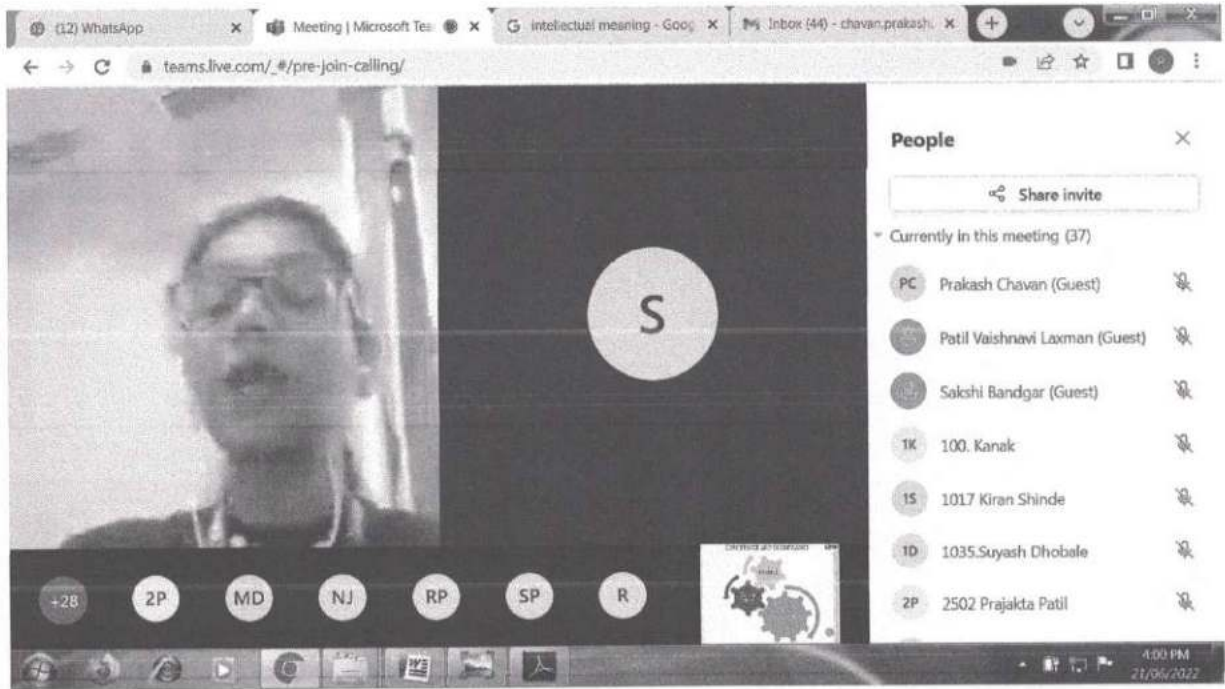 (12) WhatsApp
Meeting | Microsoft Tea
intellectual meaning - Goog
Inbox (44) - chavan.prakash.
teams.live.com/_#/pre-join-calling/
People
Share invite
Currently in this meeting (37)
PC Prakash Chavan (Guest)
Patil Vaishnavi Laxman (Guest)
Sakshi Bandgar (Guest)
1K 100. Kanak
1S 1017 Kiran Shinde
1D 1035.Suyash Dhobale
2P 2502 Prajakta Patil
S
+28 2P MD NJ RP SP R
4:00 PM
21/06/2022